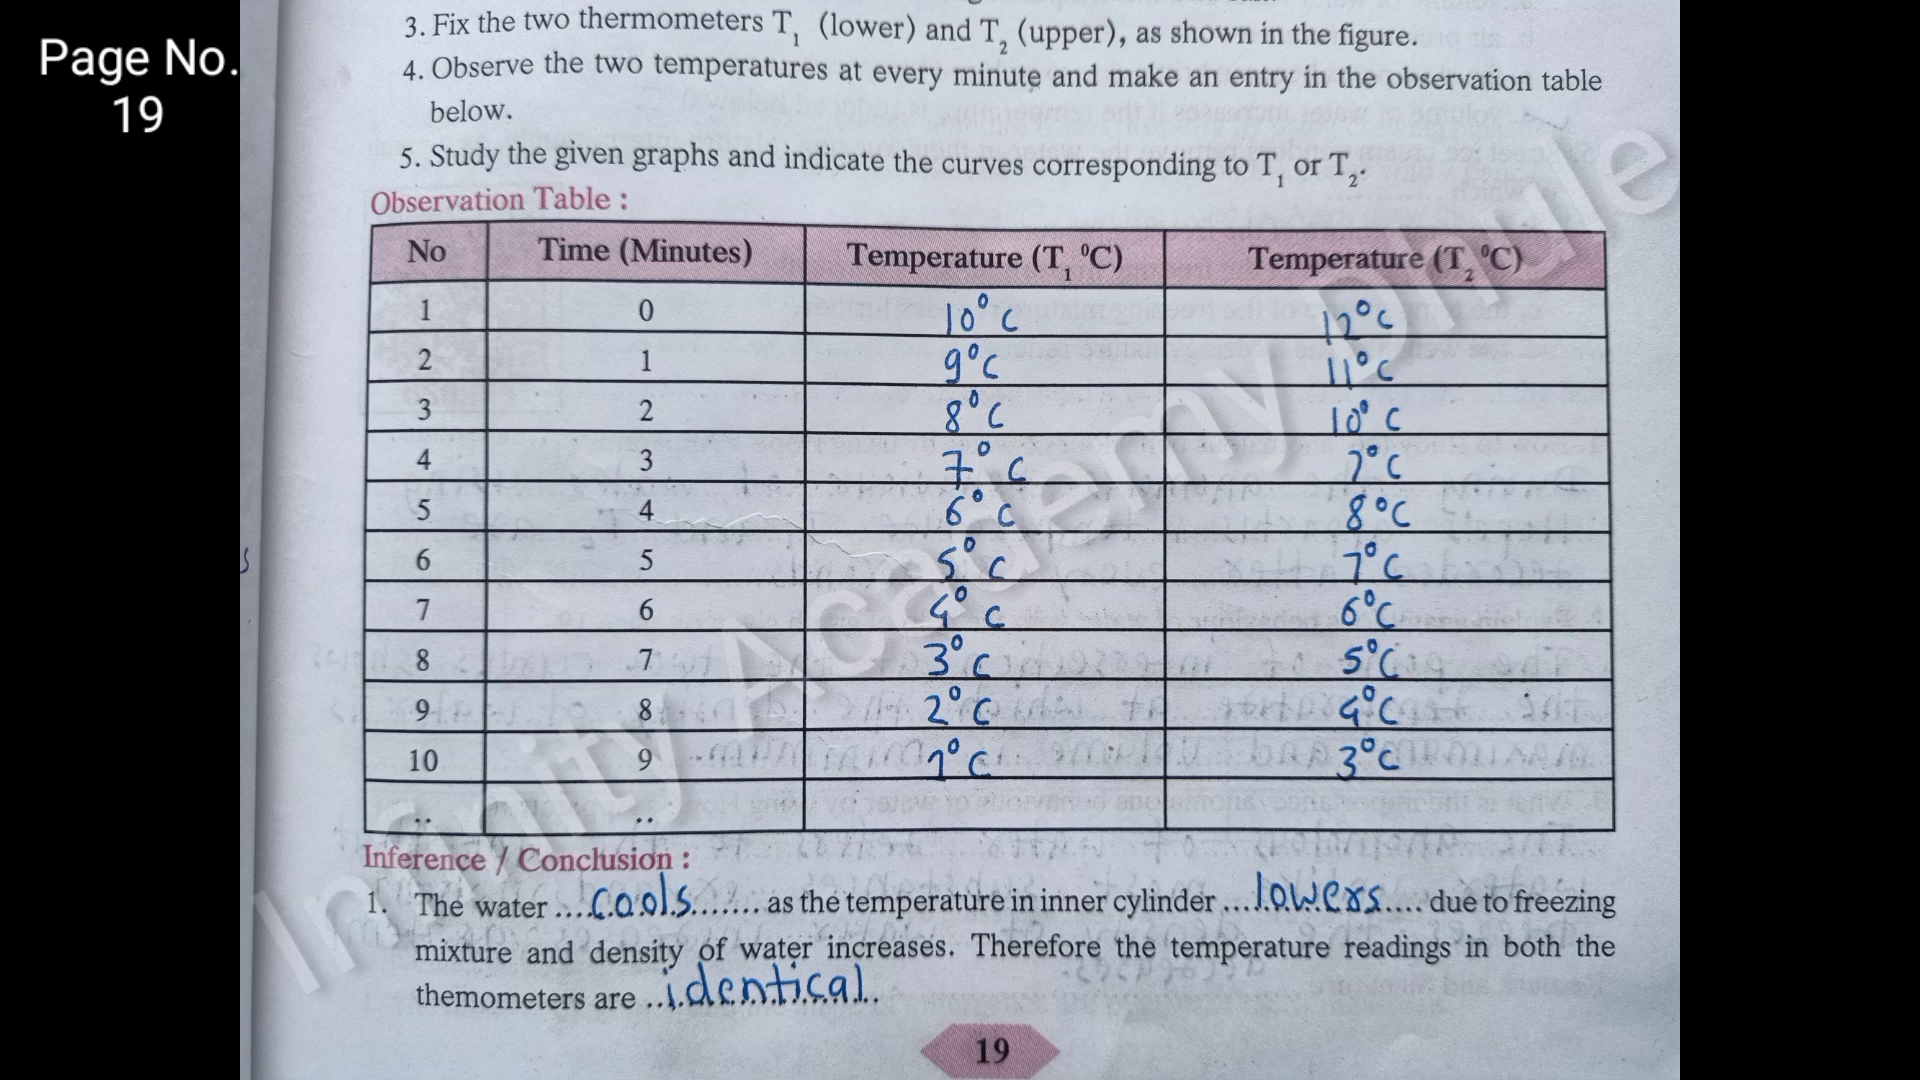 Page No.
19
3. Fix the two thermometers T1 (lower) and T2 (upper), as shown in the figure.
4. Observe the two temperatures at every minute and make an entry in the observation table
below.
5. Study the given graphs and indicate the curves corresponding to T1 or T2.
Observation Table :
No Time (Minutes) Temperature (T1 ⁰C) Temperature (T2 ⁰C)
1 0 10°C 12°C
2 1 9°C 11°C
3 2 8°C 10°C
4 3 7°C 7°C
5 4 6°C 8°C
6 5 5°C 7°C
7 6 4°C 6°C
8 7 3°C 5°C
9 8 2°C 4°C
10 9 1°C 3°C
.. ..
Inference / Conclusion :
1. The water ....cools....... as the temperature in inner cylinder ...lowers.... due to freezing
mixture and density of water increases. Therefore the temperature readings in both the
themometers are ..identical..
19
Infinity Academy Dhule